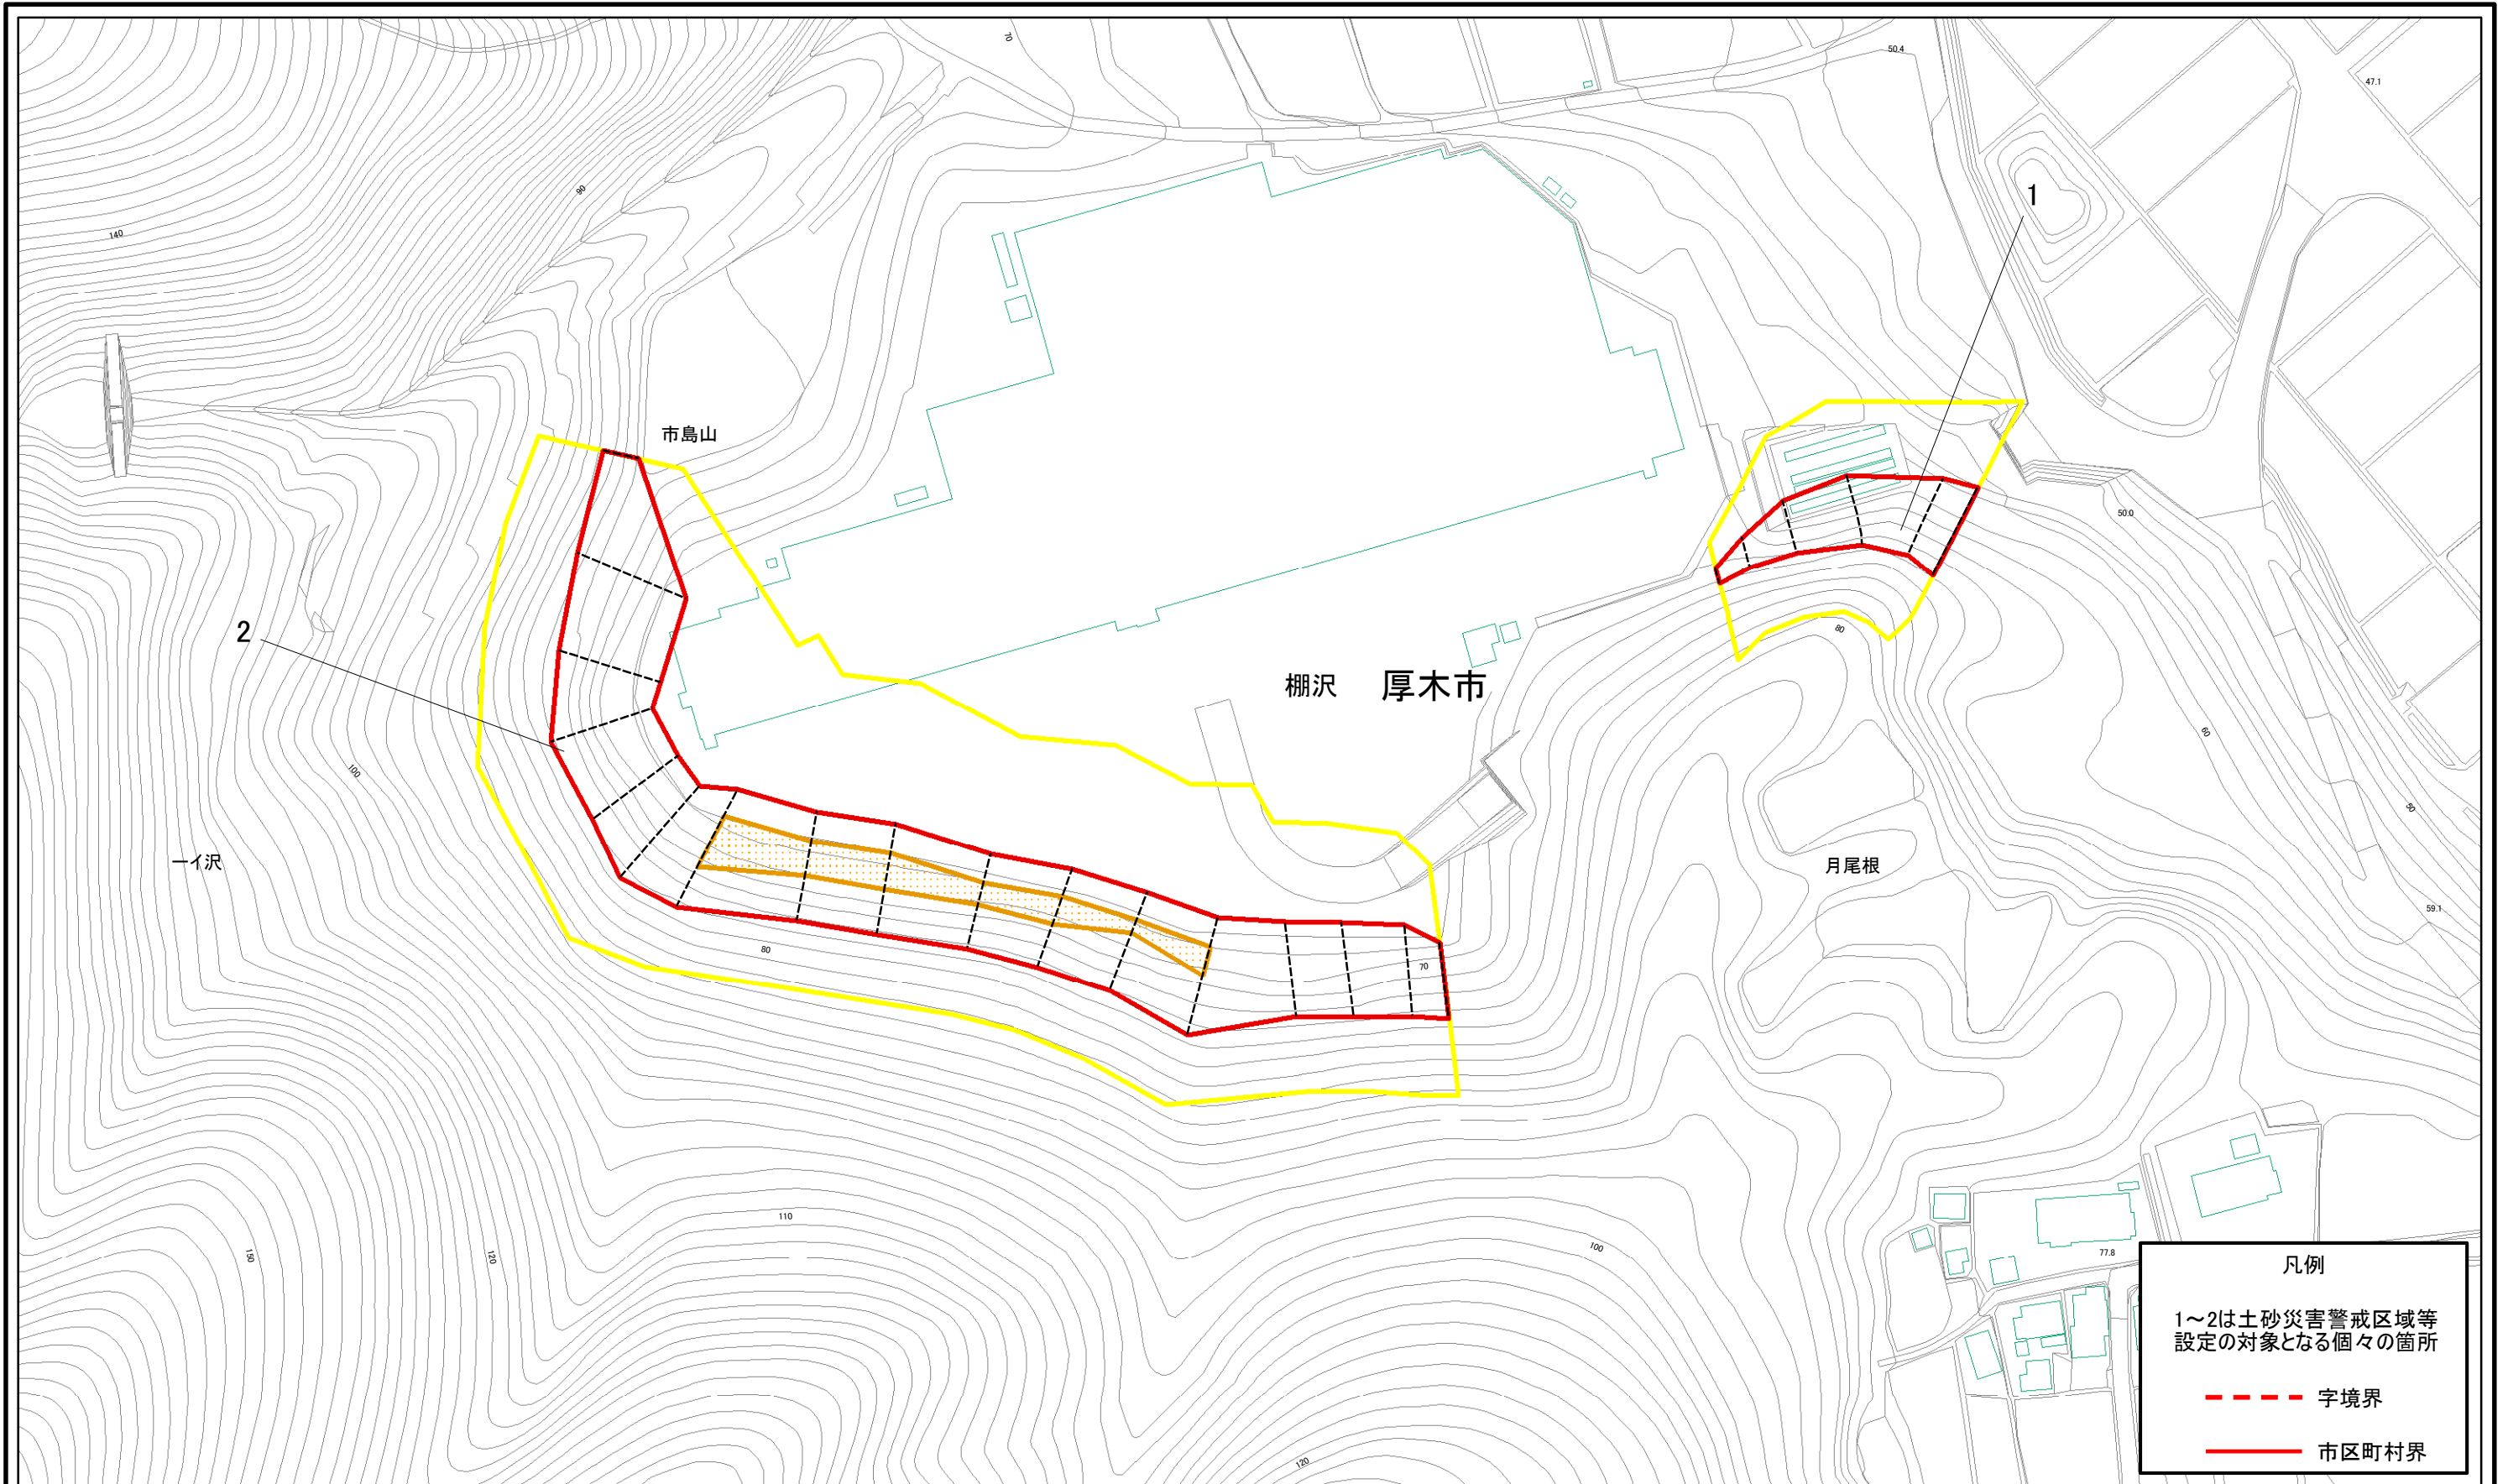 70
50.4
47.1
90
1
140
市島山
50.0
2
80
棚沢
厚木市
60
100
50
一イ沢
月尾根
59.1
80
70
110
100
150
120
77.8
120
凡例
1～2は土砂災害警戒区域等
設定の対象となる個々の箇所
字境界
市区町村界